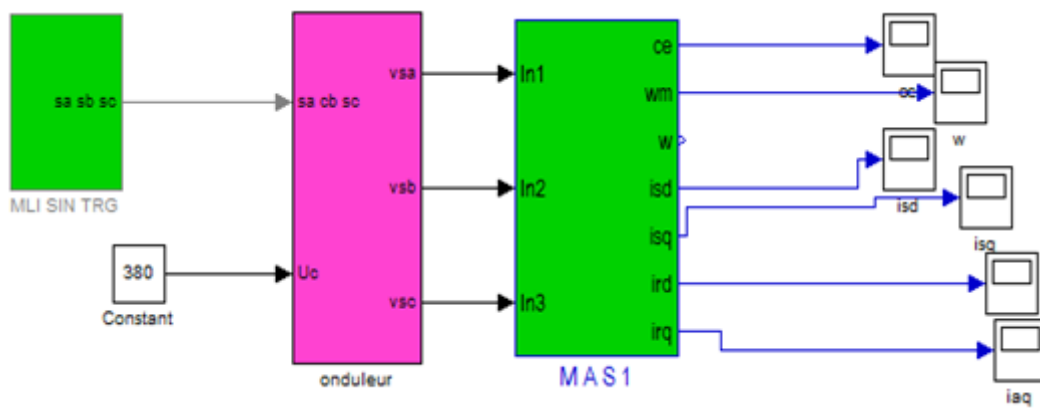 sa sb sc
MLI SIN TRG
380
Constant
sa cb sc
Uc
vsa
vsb
vsc
onduleur
In1
In2
In3
ce
wm
w
isd
isq
ird
irq
MAS1
w
isd
isq
iaq